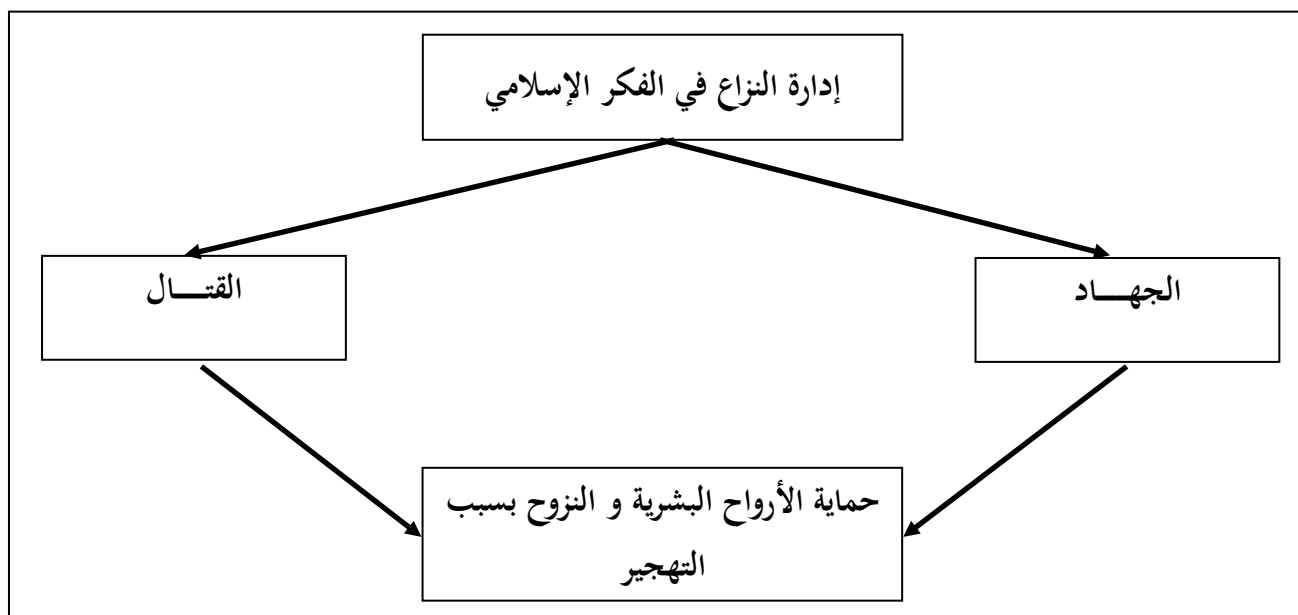 إدارة النزاع في الفكر الإسلامي
الجهـــاد
القتـــال
حماية الأرواح البشرية و النزوح بسبب
التهجير